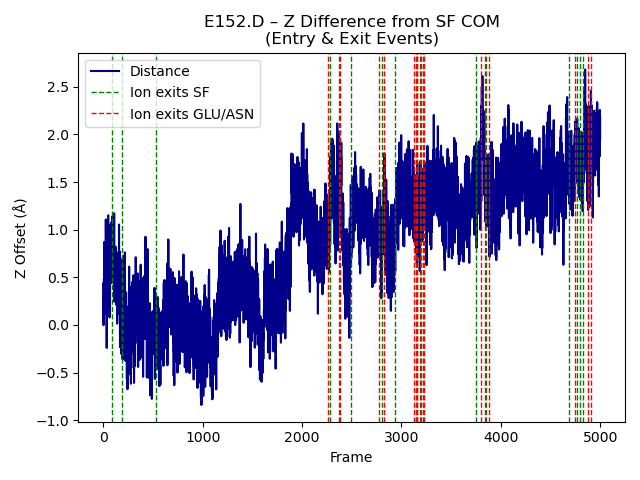 E152.D – Z Difference from SF COM
(Entry & Exit Events)
Distance
Ion exits SF
Ion exits GLU/ASN
Z Offset (Å)
2.5
2.0
1.5
1.0
0.5
0.0
−0.5
−1.0
0 1000 2000 3000 4000 5000
Frame